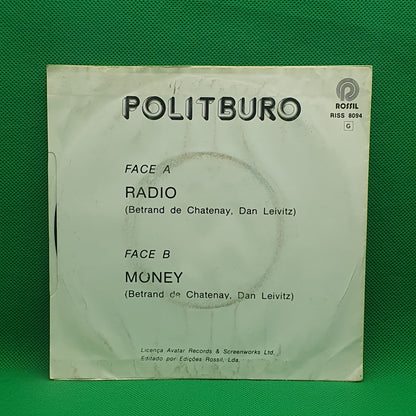 POLITBURO
ROSSIL
RISS 8094
G
FACE A
RADIO
(Betrand de Chatenay, Dan Leivitz)
FACE B
MONEY
(Betrand de Chatenay, Dan Leivitz)
Licença Avatar Records & Screenworks Ltd.
Editado por Edições Rossil, Lda.